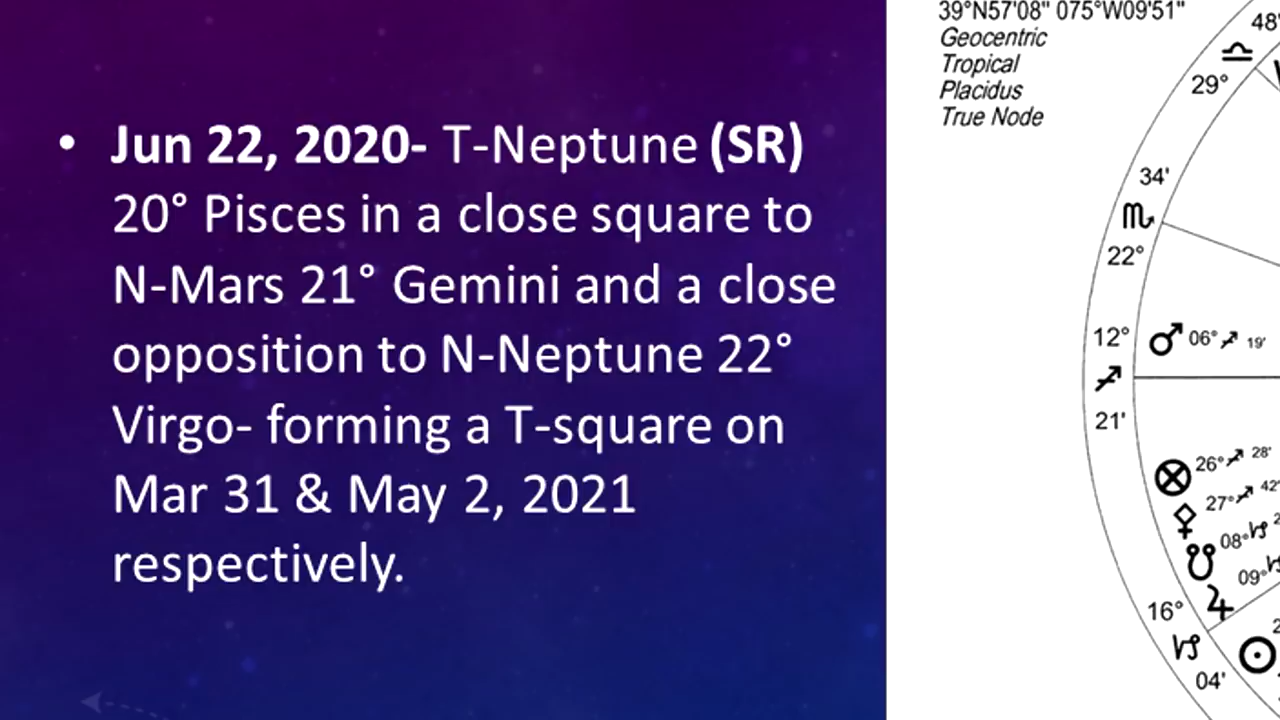 • Jun 22, 2020- T-Neptune (SR)
20° Pisces in a close square to
N-Mars 21° Gemini and a close
opposition to N-Neptune 22°
Virgo- forming a T-square on
Mar 31 & May 2, 2021
respectively.
39°N57'08" 075°W09'51"
Geocentric
Tropical
Placidus
True Node
48'
♎
29°
34'
♏
22°
12°
♂ 06° ♐ 19'
♐
21'
⊗ 26° ♐ 28'
⚴ 27° ♐ 42'
☋ 08° ♑
♃ 09° ♑
16°
♑
04'
☉